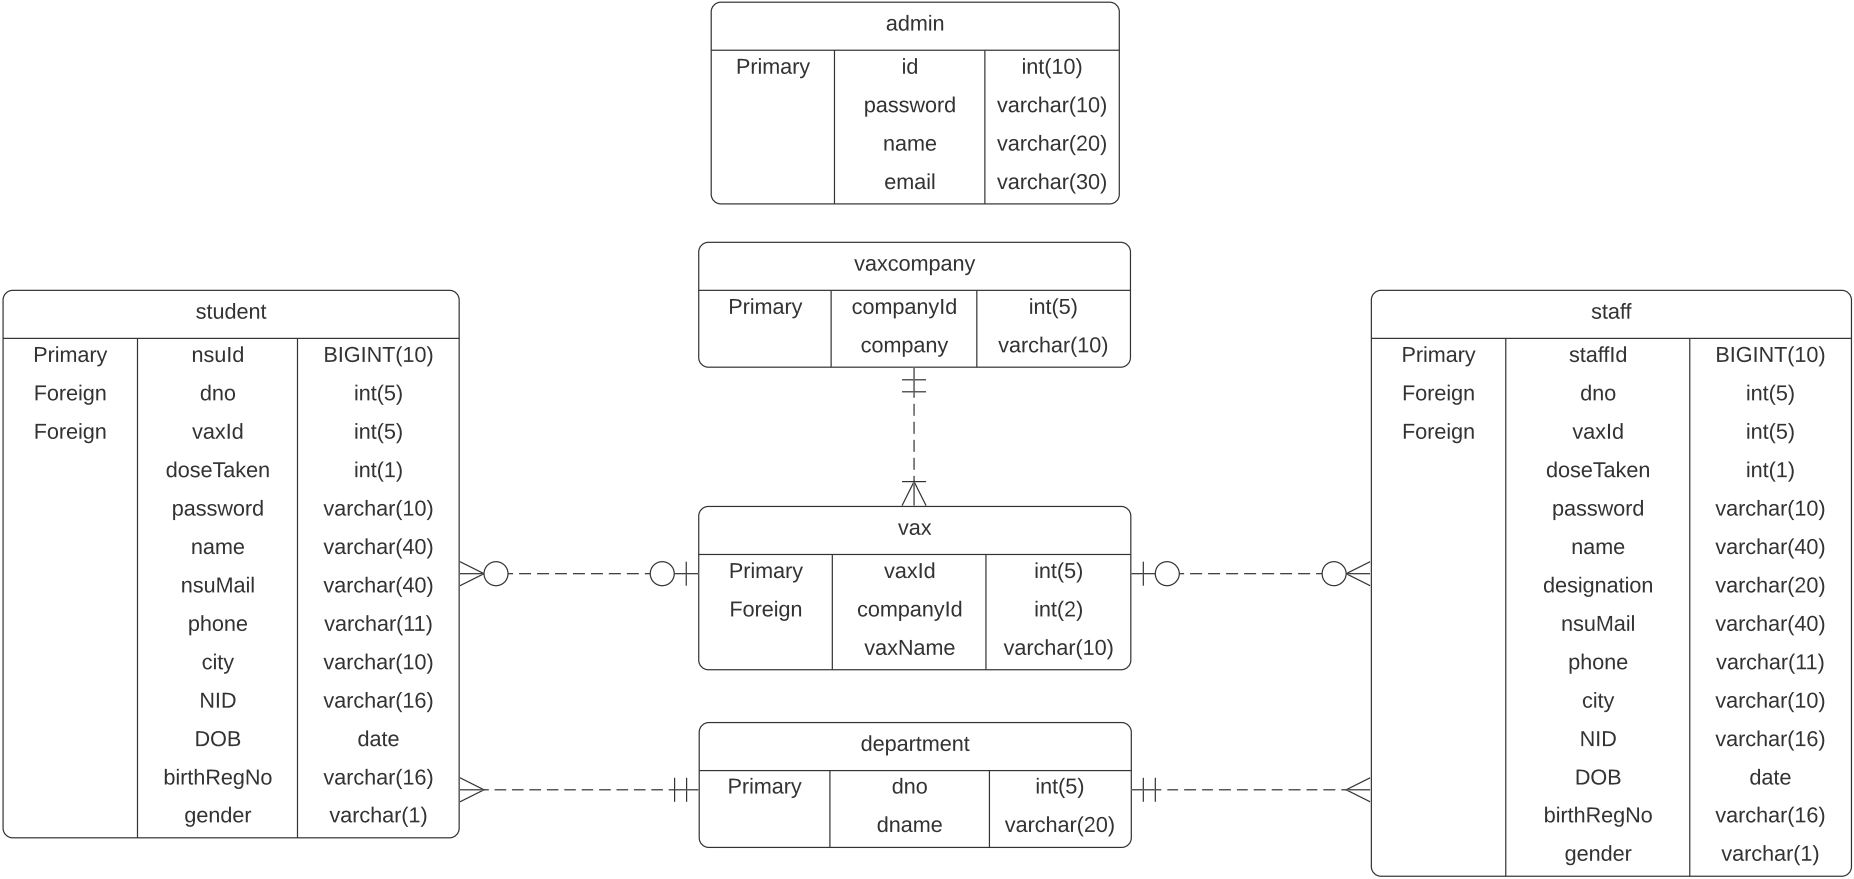 admin
Primary id int(10)
password varchar(10)
name varchar(20)
email varchar(30)
vaxcompany
Primary companyId int(5)
company varchar(10)
student
Primary nsuId BIGINT(10)
Foreign dno int(5)
Foreign vaxId int(5)
doseTaken int(1)
password varchar(10)
name varchar(40)
nsuMail varchar(40)
phone varchar(11)
city varchar(10)
NID varchar(16)
DOB date
birthRegNo varchar(16)
gender varchar(1)
vax
Primary vaxId int(5)
Foreign companyId int(2)
vaxName varchar(10)
department
Primary dno int(5)
dname varchar(20)
staff
Primary staffId BIGINT(10)
Foreign dno int(5)
Foreign vaxId int(5)
doseTaken int(1)
password varchar(10)
name varchar(40)
designation varchar(20)
nsuMail varchar(40)
phone varchar(11)
city varchar(10)
NID varchar(16)
DOB date
birthRegNo varchar(16)
gender varchar(1)